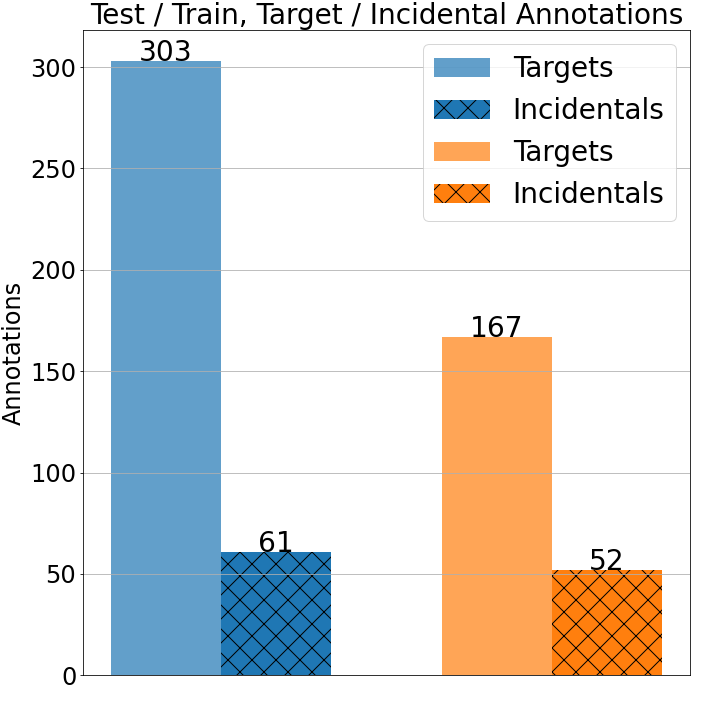 Test / Train, Target / Incidental Annotations
303
61
167
52
Targets
Incidentals
Targets
Incidentals
Annotations
300
250
200
150
100
50
0